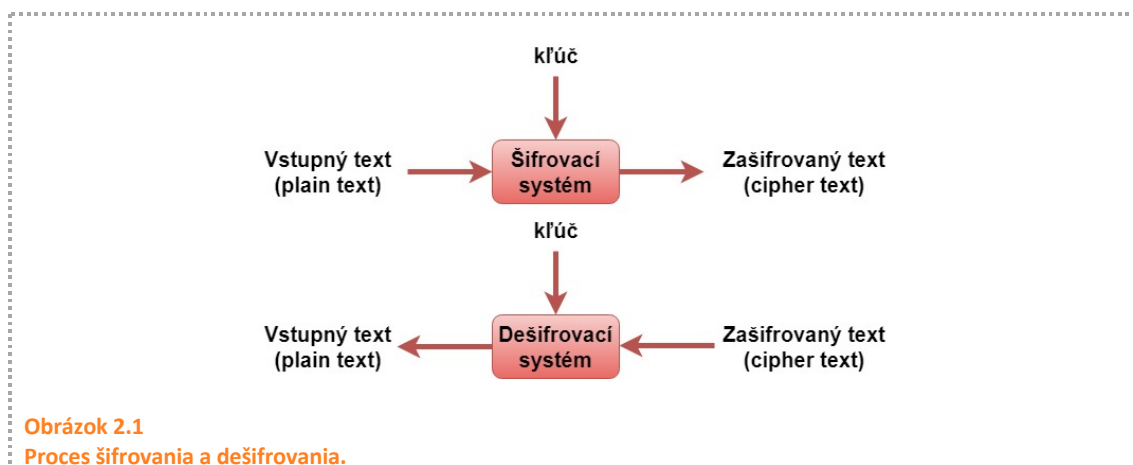 kľúč
Vstupný text
(plain text)
Šifrovací
systém
Zašifrovaný text
(cipher text)
kľúč
Vstupný text
(plain text)
Dešifrovací
systém
Zašifrovaný text
(cipher text)
Obrázok 2.1
Proces šifrovania a dešifrovania.